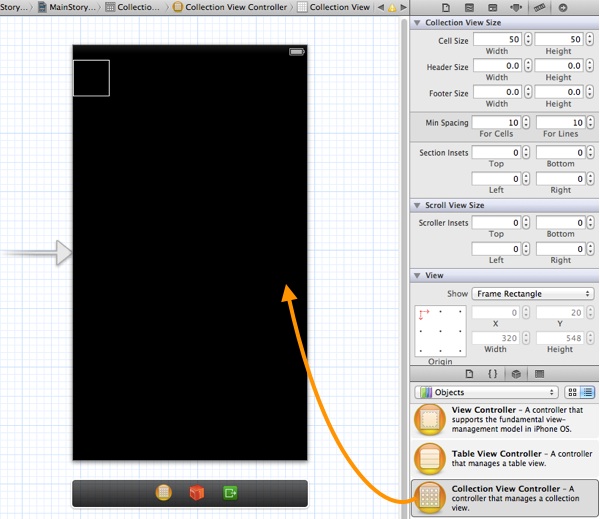 Story... MainStory... Collectio... Collection View Controller Collection View
Collection View Size
Cell Size 50 50
Width Height
Header Size 0.0 0.0
Width Height
Footer Size 0.0 0.0
Width Height
Min Spacing 10 10
For Cells For Lines
Section Insets 0 0
Top Bottom
0 0
Left Right
Scroll View Size
Scroller Insets 0 0
Top Bottom
0 0
Left Right
View
Show Frame Rectangle
0 20
X Y
320 548
Width Height
Origin
{ }
Objects
View Controller – A controller that
supports the fundamental view-
management model in iPhone OS.
Table View Controller – A controller
that manages a table view.
Collection View Controller – A
controller that manages a collection
view.